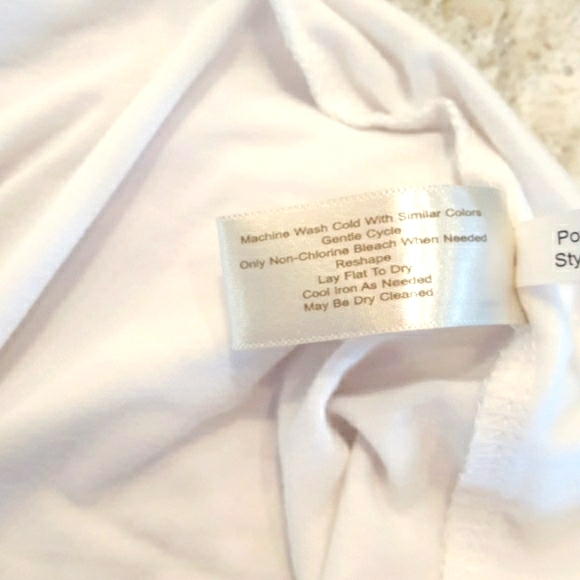 Machine Wash Cold With Similar Colors
Gentle Cycle
Only Non-Chlorine Bleach When Needed
Reshape
Lay Flat To Dry
Cool Iron As Needed
May Be Dry Cleaned
Po
Sty